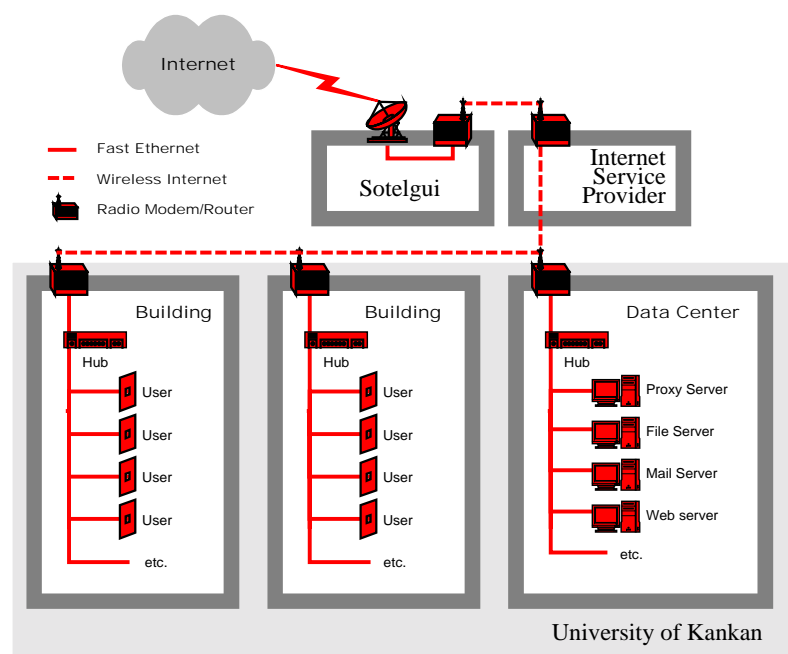 Internet
Fast Ethernet
Wireless Internet
Radio Modem/Router
Sotelgui
Internet
Service
Provider
Building
Hub
User
User
User
User
etc.
Building
Hub
User
User
User
User
etc.
Data Center
Hub
Proxy Server
File Server
Mail Server
Web server
etc.
University of Kankan